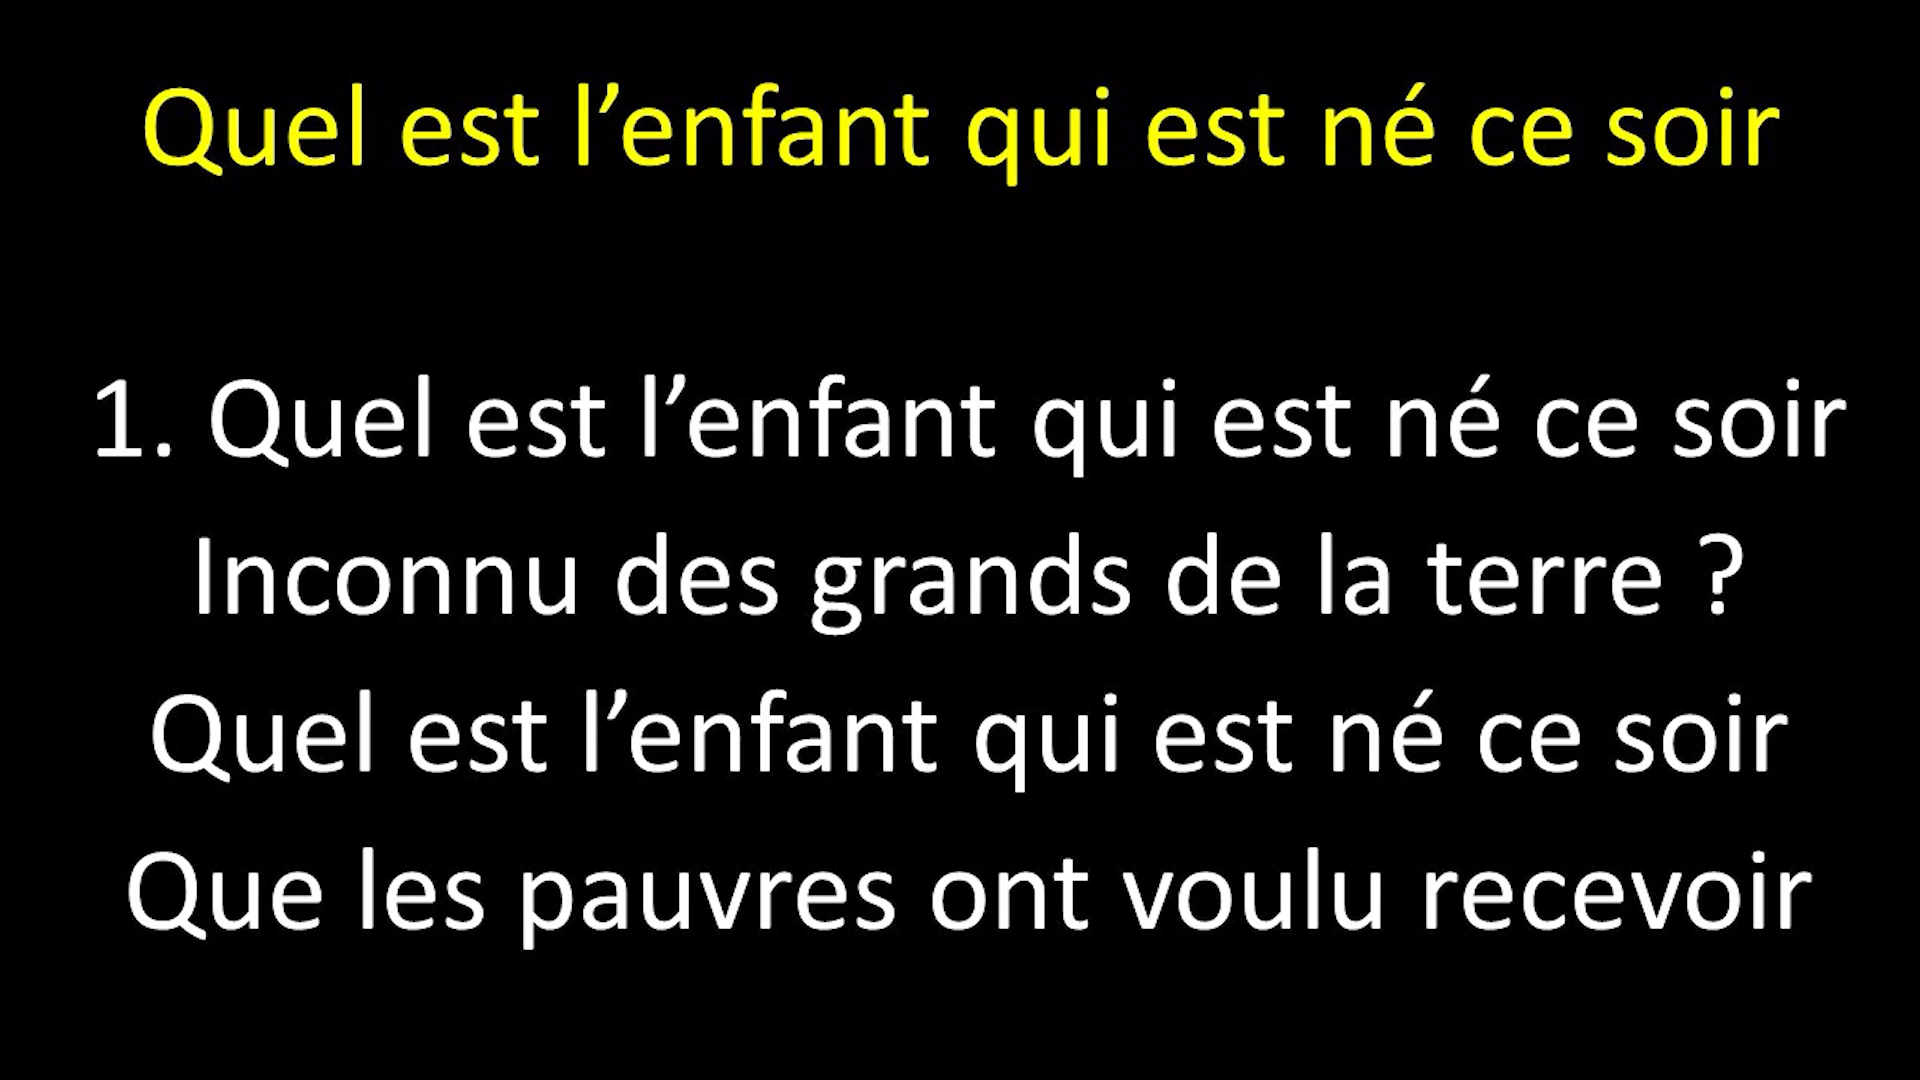 Quel est l’enfant qui est né ce soir
1. Quel est l’enfant qui est né ce soir
Inconnu des grands de la terre ?
Quel est l’enfant qui est né ce soir
Que les pauvres ont voulu recevoir